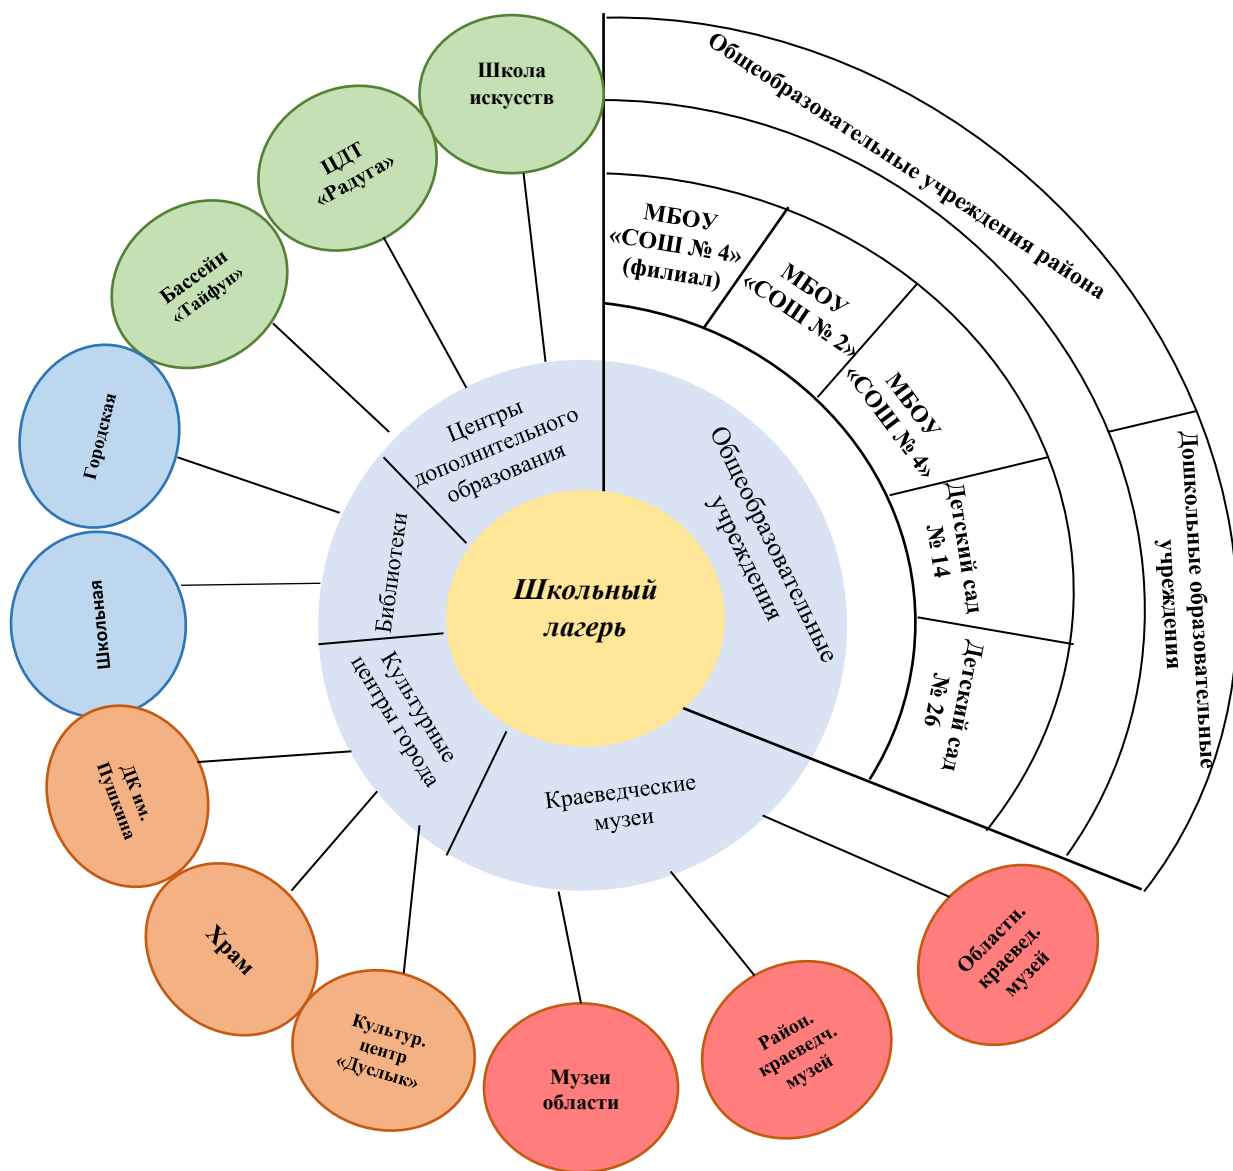 Школа
искусств
ЦДТ
«Радуга»
Бассейн
«Тайфун»
Городская
Школьная
ДК им.
Пушкина
Храм
Культур.
центр
«Дуслык»
Музеи
области
Район.
краеведч.
музей
Областн.
краевед.
музей
Общеобразовательные учреждения района
Дошкольные образовательные
учреждения
МБОУ
«СОШ № 4»
(филиал)
МБОУ
«СОШ № 2»
МБОУ
«СОШ № 4»
Детский сад
№ 14
Детский сад
№ 26
Центры
дополнительного
образования
Библиотеки
Культурные
центры города
Краеведческие
музеи
Общеобразовательные
учреждения
Школьный
лагерь